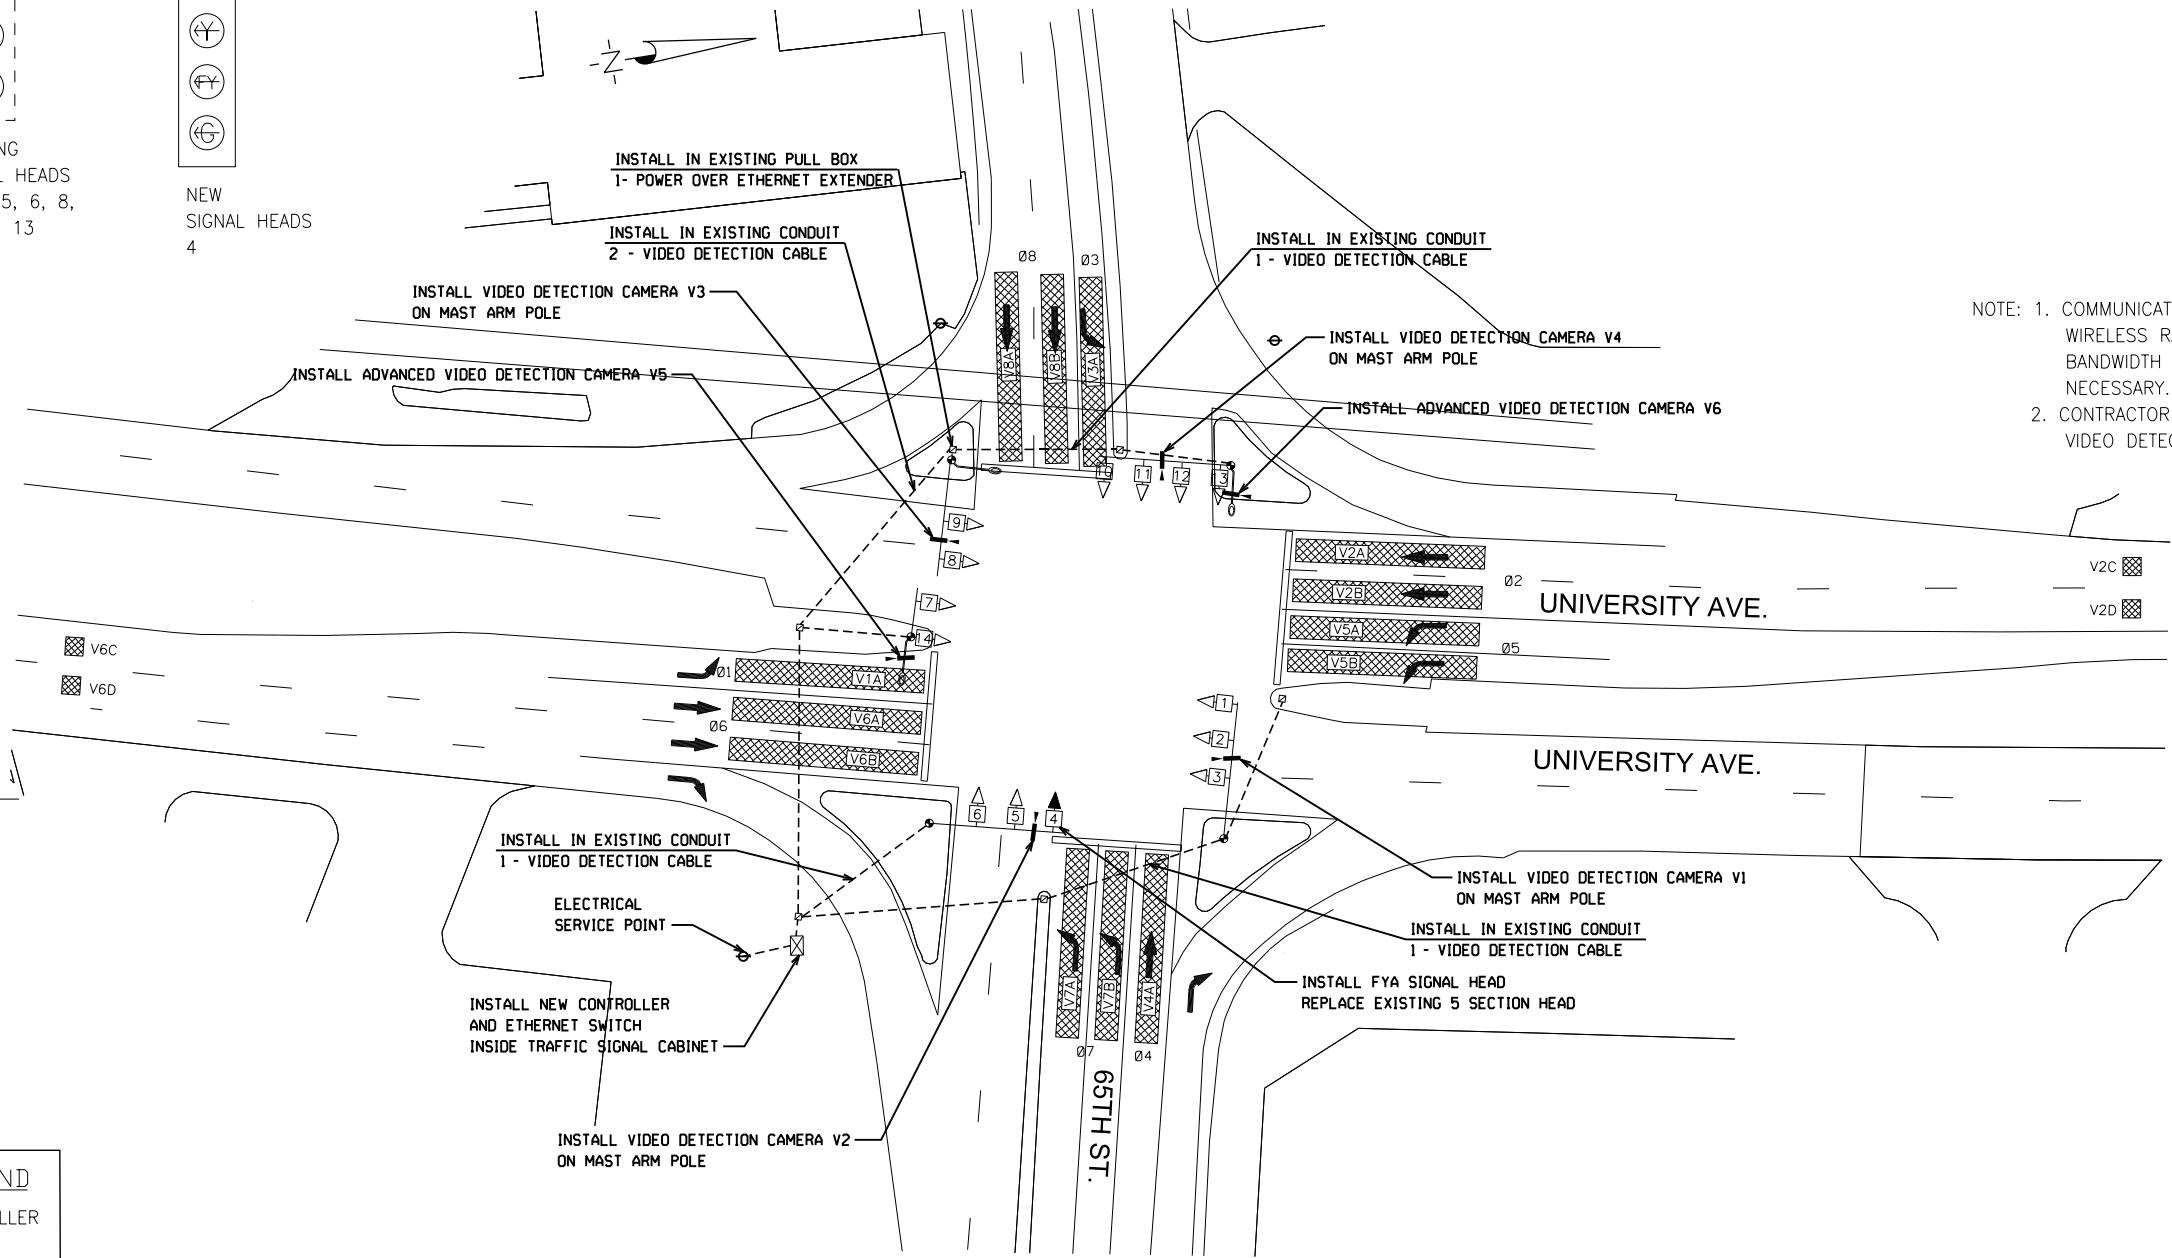 Y
FY
G
NEW
SIGNAL HEADS
4
HEADS
5, 6, 8,
13
N
INSTALL IN EXISTING PULL BOX
1- POWER OVER ETHERNET EXTENDER
INSTALL IN EXISTING CONDUIT
2 - VIDEO DETECTION CABLE
INSTALL VIDEO DETECTION CAMERA V3
ON MAST ARM POLE
INSTALL ADVANCED VIDEO DETECTION CAMERA V5
INSTALL IN EXISTING CONDUIT
1 - VIDEO DETECTION CABLE
INSTALL VIDEO DETECTION CAMERA V4
ON MAST ARM POLE
INSTALL ADVANCED VIDEO DETECTION CAMERA V6
NOTE: 1. COMMUNICAT
WIRELESS R
BANDWIDTH
NECESSARY.
2. CONTRACTOR
VIDEO DETE
Ø8
Ø3
V8A
V8B
V3A
10
11
12
13
9
8
7
14
V2A
V2B
V5A
V5B
Ø2
Ø5
UNIVERSITY AVE.
UNIVERSITY AVE.
V2C
V2D
V6C
V6D
Ø1
Ø6
V1A
V6A
V6B
1
2
3
6
5
4
INSTALL IN EXISTING CONDUIT
1 - VIDEO DETECTION CABLE
ELECTRICAL
SERVICE POINT
INSTALL NEW CONTROLLER
AND ETHERNET SWITCH
INSIDE TRAFFIC SIGNAL CABINET
INSTALL VIDEO DETECTION CAMERA V2
ON MAST ARM POLE
INSTALL VIDEO DETECTION CAMERA V1
ON MAST ARM POLE
INSTALL IN EXISTING CONDUIT
1 - VIDEO DETECTION CABLE
INSTALL FYA SIGNAL HEAD
REPLACE EXISTING 5 SECTION HEAD
V7A
V7B
V4A
Ø7
Ø4
65TH ST.
ND
LLER